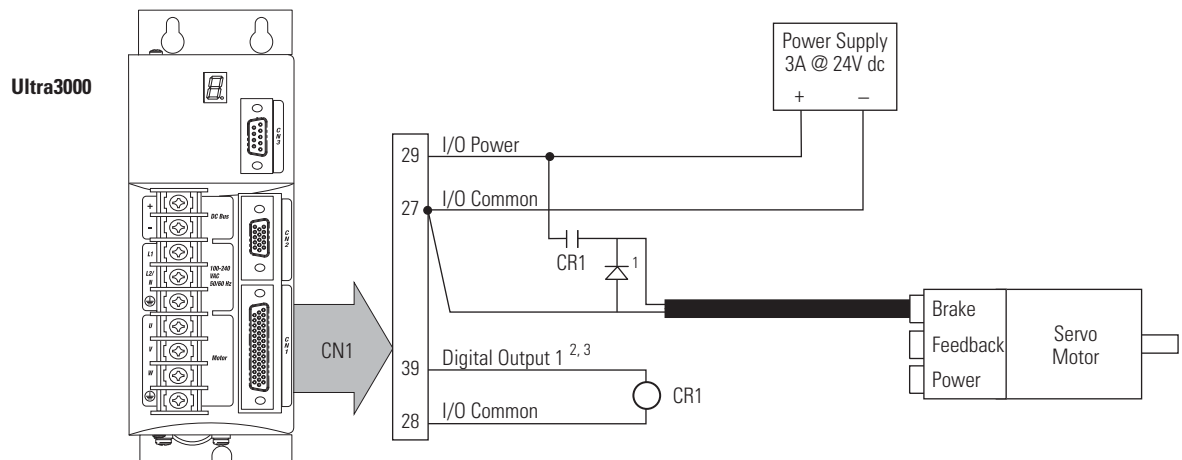 Ultra3000
8.
CN3
+
-
DC Bus
L1
L2/
N
100-240
VAC
50/60 Hz
U
V
W
Motor
CN2
CN1
CN1
Power Supply
3A @ 24V dc
+ –
29 I/O Power
27 I/O Common
CR1
1
39 Digital Output 1 2, 3
CR1
28 I/O Common
Brake
Feedback
Power
Servo
Motor